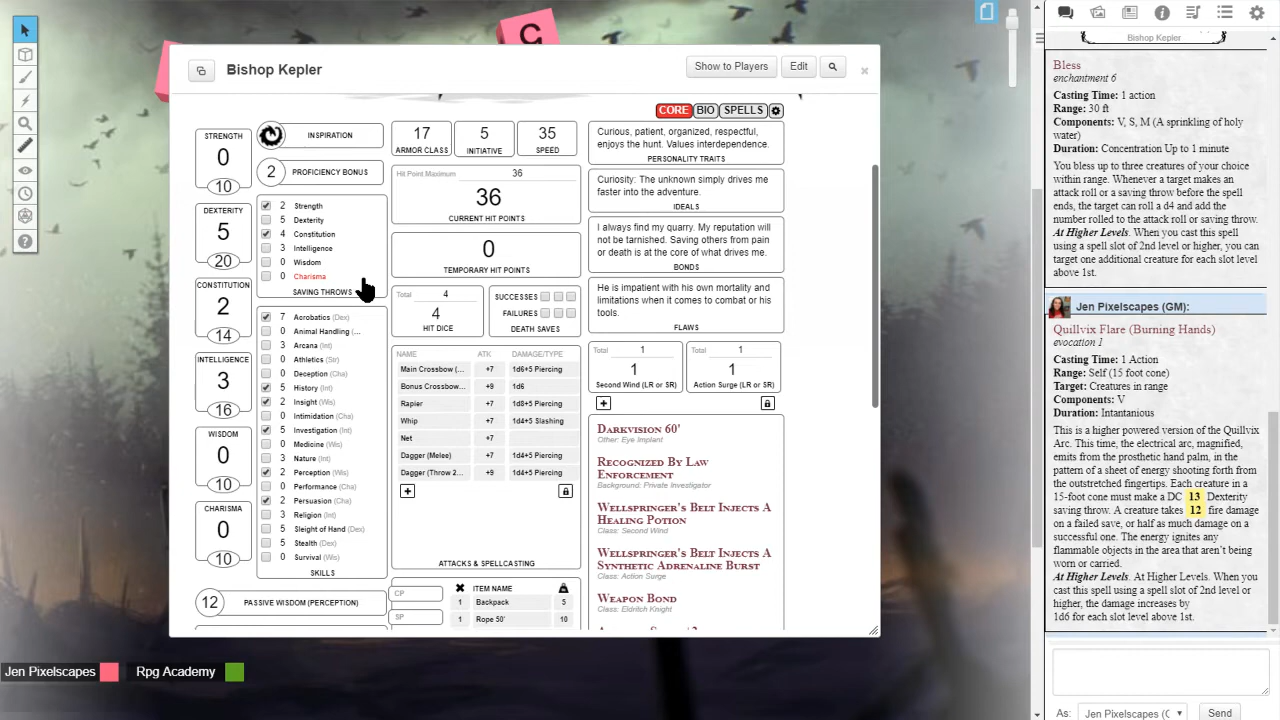 C
Bishop Kepler
Show to Players
Edit
CORE
BIO
SPELLS
STRENGTH
0
10
DEXTERITY
5
20
CONSTITUTION
2
14
INTELLIGENCE
3
16
WISDOM
0
10
CHARISMA
0
10
INSPIRATION
2 PROFICIENCY BONUS
2 Strength
5 Dexterity
4 Constitution
3 Intelligence
0 Wisdom
0 Charisma
SAVING THROWS
7 Acrobatics (Dex)
0 Animal Handling (...
3 Arcana (Int)
0 Athletics (Str)
0 Deception (Cha)
5 History (Int)
2 Insight (Wis)
0 Intimidation (Cha)
5 Investigation (Int)
0 Medicine (Wis)
3 Nature (Int)
2 Perception (Wis)
0 Performance (Cha)
2 Persuasion (Cha)
3 Religion (Int)
5 Sleight of Hand (Dex)
5 Stealth (Dex)
0 Survival (Wis)
SKILLS
12 PASSIVE WISDOM (PERCEPTION)
17
ARMOR CLASS
5
INITIATIVE
35
SPEED
Hit Point Maximum 36
36
CURRENT HIT POINTS
0
TEMPORARY HIT POINTS
Total 4
4
HIT DICE
SUCCESSES
FAILURES
DEATH SAVES
NAME ATK DAMAGE/TYPE
Main Crossbow (... +7 1d6+5 Piercing
Bonus Crossbow... +9 1d6
Rapier +7 1d8+5 Piercing
Whip +7 1d4+5 Slashing
Net +7
Dagger (Melee) +7 1d4+5 Piercing
Dagger (Throw 2... +9 1d4+5 Piercing
+
ATTACKS & SPELLCASTING
CP
SP
ITEM NAME
1 Backpack 5
1 Rope 50' 10
Curious, patient, organized, respectful,
enjoys the hunt. Values interdependence.
PERSONALITY TRAITS
Curiosity: The unknown simply drives me
faster into the adventure.
IDEALS
I always find my quarry. My reputation will
not be tarnished. Saving others from pain
or death is at the core of what drives me.
BONDS
He is impatient with his own mortality and
limitations when it comes to combat or his
tools.
FLAWS
Total 1
1
Second Wind (LR or SR)
Total 1
1
Action Surge (LR or SR)
+
DARKVISION 60'
Other: Eye Implant
RECOGNIZED BY LAW
ENFORCEMENT
Background: Private Investigator
WELLSPRINGER'S BELT INJECTS A
HEALING POTION
Class: Second Wind
WELLSPRINGER'S BELT INJECTS A
SYNTHETIC ADRENALINE BURST
Class: Action Surge
WEAPON BOND
Class: Eldritch Knight
Jen Pixelscapes
Rpg Academy
Bishop Kepler
Bless
enchantment 6
Casting Time: 1 action
Range: 30 ft
Components: V, S, M (A sprinkling of holy
water)
Duration: Concentration Up to 1 minute
You bless up to three creatures of your choice
within range. Whenever a target makes an
attack roll or a saving throw before the spell
ends, the target can roll a d4 and add the
number rolled to the attack roll or saving throw.
At Higher Levels. When you cast this spell
using a spell slot of 2nd level or higher, you can
target one additional creature for each slot level
above 1st.
Jen Pixelscapes (GM):
Quillvix Flare (Burning Hands)
evocation 1
Casting Time: 1 Action
Range: Self (15 foot cone)
Target: Creatures in range
Components: V
Duration: Intantanious
This is a higher powered version of the Quillvix
Arc. This time, the electrical arc, magnified,
emits from the prosthetic hand palm, in the
pattern of a sheet of energy shooting forth from
the outstretched fingertips. Each creature in a
15-foot cone must make a DC 13 Dexterity
saving throw. A creature takes 12 fire damage
on a failed save, or half as much damage on a
successful one. The energy ignites any
flammable objects in the area that aren't being
worn or carried.
At Higher Levels. At Higher Levels. When you
cast this spell using a spell slot of 2nd level or
higher, the damage increases by
1d6 for each slot level above 1st.
As: Jen Pixelscapes (
Send